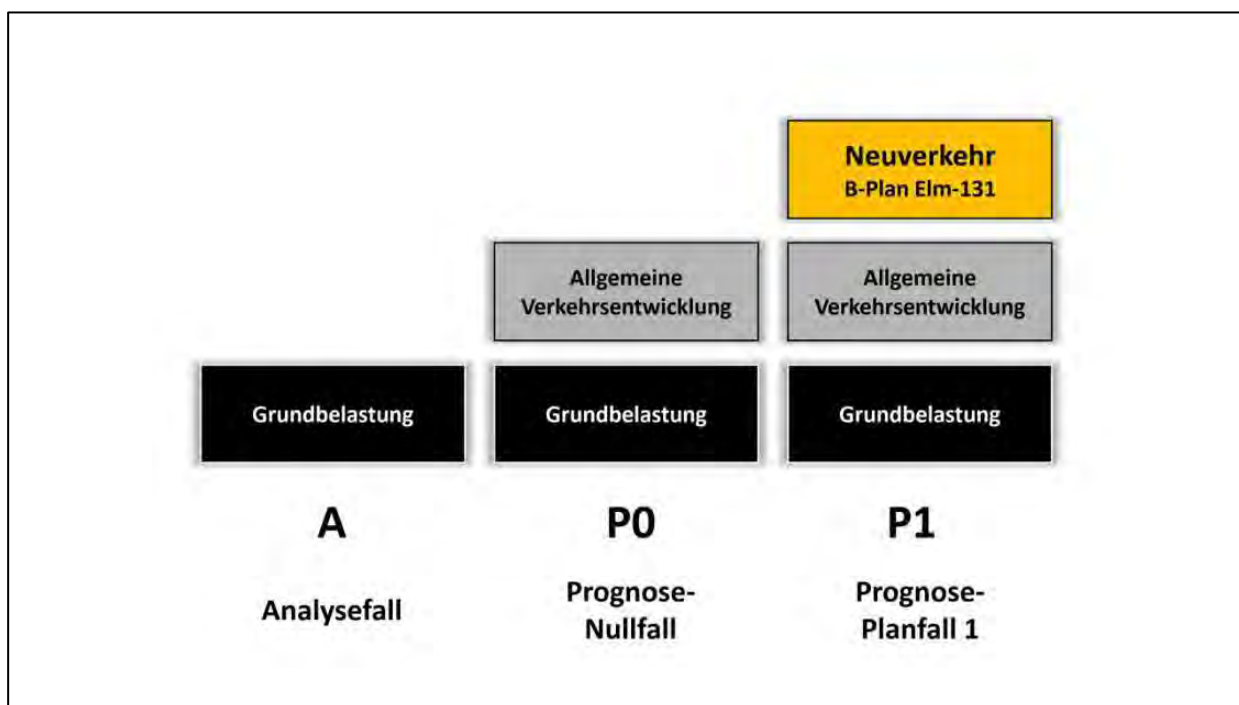 Neuverkehr
B-Plan Elm-131
Allgemeine
Verkehrsentwicklung
Allgemeine
Verkehrsentwicklung
Grundbelastung
Grundbelastung
Grundbelastung
A
P0
P1
Analysefall
Prognose-
Nullfall
Prognose-
Planfall 1